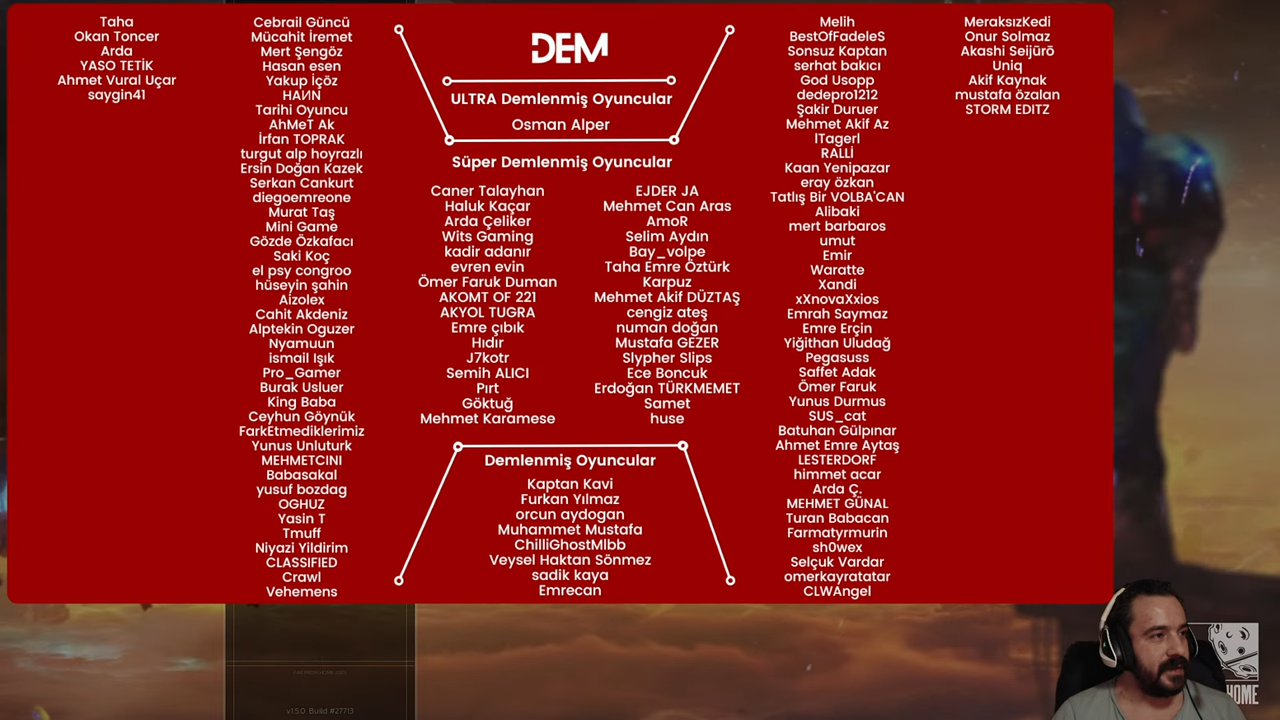 Taha
Okan Toncer
Arda
YASO TETİK
Ahmet Vural Uçar
saygin41
Cebrail Güncü
Mücahit İremet
Mert Şengöz
Hasan esen
Yakup İçöz
HAИN
Tarihi Oyuncu
AhMeT Ak
İrfan TOPRAK
turgut alp hoyrazlı
Ersin Doğan Kazek
Serkan Cankurt
diegoemreone
Murat Taş
Mini Game
Gözde Özkafacı
Saki Koç
el psy congroo
hüseyin şahin
Aizolex
Cahit Akdeniz
Alptekin Oguzer
Nyamuun
ismail Işık
Pro_Gamer
Burak Usluer
King Baba
Ceyhun Göynük
FarkEtmediklerimiz
Yunus Unluturk
MEHMETCINI
Babasakal
yusuf bozdag
OGHUZ
Yasin T
Tmuff
Niyazi Yildirim
CLASSIFIED
Crawl
Vehemens
DEM
ULTRA Demlenmiş Oyuncular
Osman Alper
Süper Demlenmiş Oyuncular
Caner Talayhan
Haluk Kaçar
Arda Çeliker
Wits Gaming
kadir adanır
evren evin
Ömer Faruk Duman
AKOMT OF 221
AKYOL TUGRA
Emre çıbık
Hıdır
J7kotr
Semih ALICI
Pırt
Göktuğ
Mehmet Karamese
EJDER JA
Mehmet Can Aras
AmoR
Selim Aydın
Bay_volpe
Taha Emre Öztürk
Karpuz
Mehmet Akif DÜZTAŞ
cengiz ateş
numan doğan
Mustafa GEZER
Slypher Slips
Ece Boncuk
Erdoğan TÜRKMEMET
Samet
huse
Demlenmiş Oyuncular
Kaptan Kavi
Furkan Yılmaz
orcun aydogan
Muhammet Mustafa
ChilliGhostMlbb
Veysel Haktan Sönmez
sadik kaya
Emrecan
Melih
BestOfFadeleS
Sonsuz Kaptan
serhat bakıcı
God Usopp
dedepro1212
Şakir Duruer
Mehmet Akif Az
lTagerl
RALLİ
Kaan Yenipazar
eray özkan
Tatlış Bir VOLBA'CAN
Alibaki
mert barbaros
umut
Emir
Waratte
Xandi
xXnovaXxios
Emrah Saymaz
Emre Erçin
Yiğithan Uludağ
Pegasuss
Saffet Adak
Ömer Faruk
Yunus Durmus
SUS_cat
Batuhan Gülpınar
Ahmet Emre Aytaş
LESTERDORF
himmet acar
Arda Ç.
MEHMET GÜNAL
Turan Babacan
Farmatyrmurin
sh0wex
Selçuk Vardar
omerkayratatar
CLWAngel
MeraksızKedi
Onur Solmaz
Akashi Seijūrō
Uniq
Akif Kaynak
mustafa özalan
STORM EDITZ
v1.5.0 Build #27713
HOME